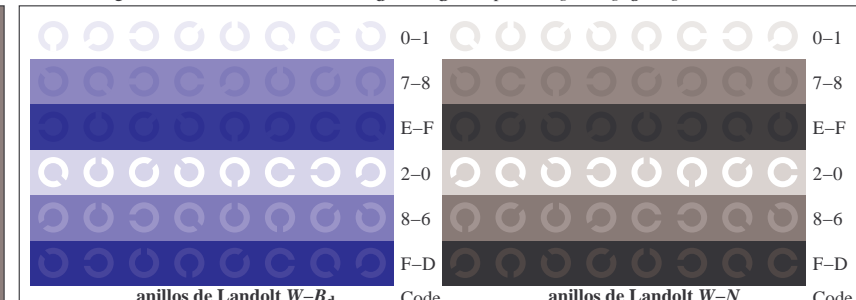 0–1 0–1
7–8 7–8
E–F E–F
2–0 2–0
8–6 8–6
F–D F–D
anillos de Landolt W–B_d Code anillos de Landolt W–N Code